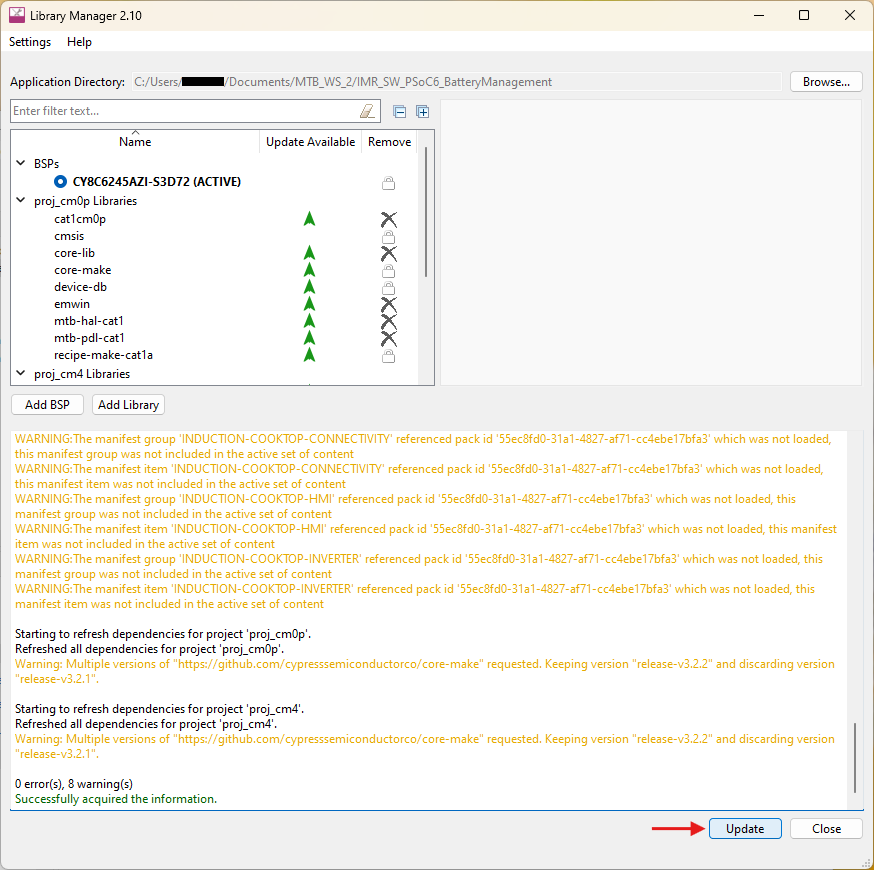 Library Manager 2.10
Settings Help
Application Directory: C:/Users/ /Documents/MTB_WS_2/IMR_SW_PSoC6_BatteryManagement Browse...
Enter filter text...
Name Update Available Remove
BSPs
CY8C6245AZI-S3D72 (ACTIVE)
proj_cm0p Libraries
cat1cm0p
cmsis
core-lib
core-make
device-db
emwin
mtb-hal-cat1
mtb-pdl-cat1
recipe-make-cat1a
proj_cm4 Libraries
Add BSP Add Library
WARNING:The manifest group 'INDUCTION-COOKTOP-CONNECTIVITY' referenced pack id '55ec8fd0-31a1-4827-af71-cc4ebe17bfa3' which was not loaded,
this manifest group was not included in the active set of content
WARNING:The manifest item 'INDUCTION-COOKTOP-CONNECTIVITY' referenced pack id '55ec8fd0-31a1-4827-af71-cc4ebe17bfa3' which was not loaded,
this manifest item was not included in the active set of content
WARNING:The manifest group 'INDUCTION-COOKTOP-HMI' referenced pack id '55ec8fd0-31a1-4827-af71-cc4ebe17bfa3' which was not loaded, this
manifest group was not included in the active set of content
WARNING:The manifest item 'INDUCTION-COOKTOP-HMI' referenced pack id '55ec8fd0-31a1-4827-af71-cc4ebe17bfa3' which was not loaded, this manifest
item was not included in the active set of content
WARNING:The manifest group 'INDUCTION-COOKTOP-INVERTER' referenced pack id '55ec8fd0-31a1-4827-af71-cc4ebe17bfa3' which was not loaded, this
manifest group was not included in the active set of content
WARNING:The manifest item 'INDUCTION-COOKTOP-INVERTER' referenced pack id '55ec8fd0-31a1-4827-af71-cc4ebe17bfa3' which was not loaded, this
manifest item was not included in the active set of content
Starting to refresh dependencies for project 'proj_cm0p'.
Refreshed all dependencies for project 'proj_cm0p'.
Warning: Multiple versions of "https://github.com/cypresssemiconductorco/core-make" requested. Keeping version "release-v3.2.2" and discarding version
"release-v3.2.1".
Starting to refresh dependencies for project 'proj_cm4'.
Refreshed all dependencies for project 'proj_cm4'.
Warning: Multiple versions of "https://github.com/cypresssemiconductorco/core-make" requested. Keeping version "release-v3.2.2" and discarding version
"release-v3.2.1".
0 error(s), 8 warning(s)
Successfully acquired the information.
Update Close